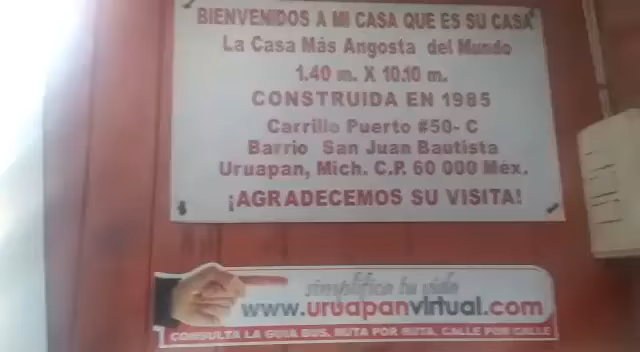 BIENVENIDOS A MI CASA QUE ES SU CASA
La Casa Más Angosta del Mundo
1.40 m. X 10.10 m.
CONSTRUIDA EN 1985
Carrillo Puerto #50- C
Barrio San Juan Bautista
Uruapan, Mich. C.P. 60 000 Méx.
¡AGRADECEMOS SU VISITA!
simplifica tu vida
www.uruapanvirtual.com
CONSULTA LA GUIA BUS, RUTA POR RUTA, CALLE POR CALLE